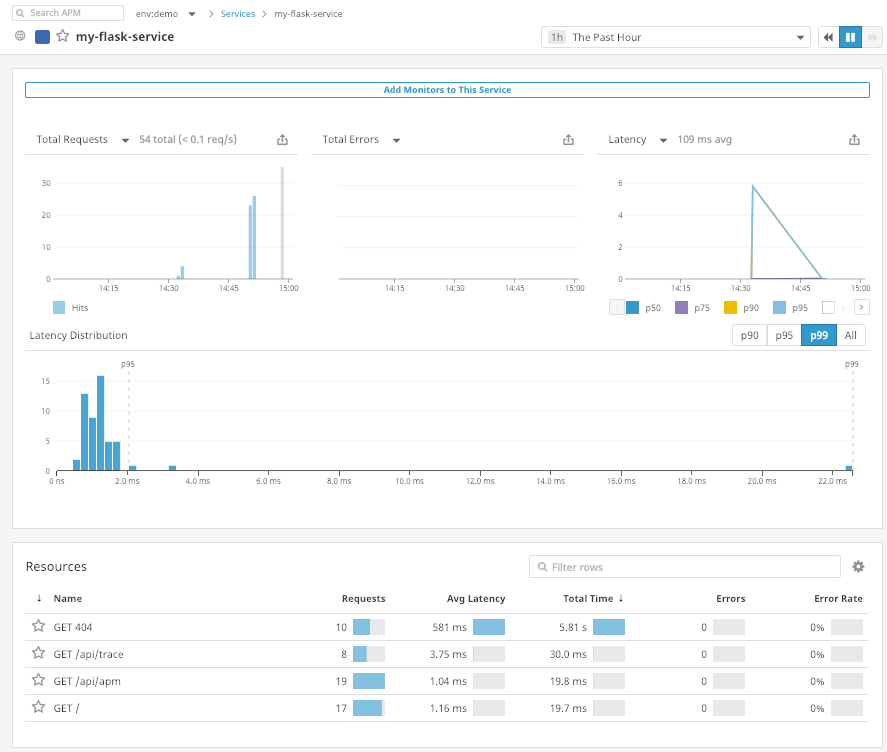 Search APM env:demo > Services > my-flask-service
my-flask-service 1h The Past Hour
Add Monitors to This Service
Total Requests 54 total (< 0.1 req/s) Total Errors Latency 109 ms avg
30
20
10
0
14:15 14:30 14:45 15:00
Hits
14:15 14:30 14:45 15:00
6
4
2
0
14:15 14:30 14:45 15:00
p50 p75 p90 p95
Latency Distribution p90 p95 p99 All
p95 p99
15
10
5
0
0 ns 2.0 ms 4.0 ms 6.0 ms 8.0 ms 10.0 ms 12.0 ms 14.0 ms 16.0 ms 18.0 ms 20.0 ms 22.0 ms
Resources Filter rows
↓ Name Requests Avg Latency Total Time ↓ Errors Error Rate
GET 404 10 581 ms 5.81 s 0 0%
GET /api/trace 8 3.75 ms 30.0 ms 0 0%
GET /api/apm 19 1.04 ms 19.8 ms 0 0%
GET / 17 1.16 ms 19.7 ms 0 0%